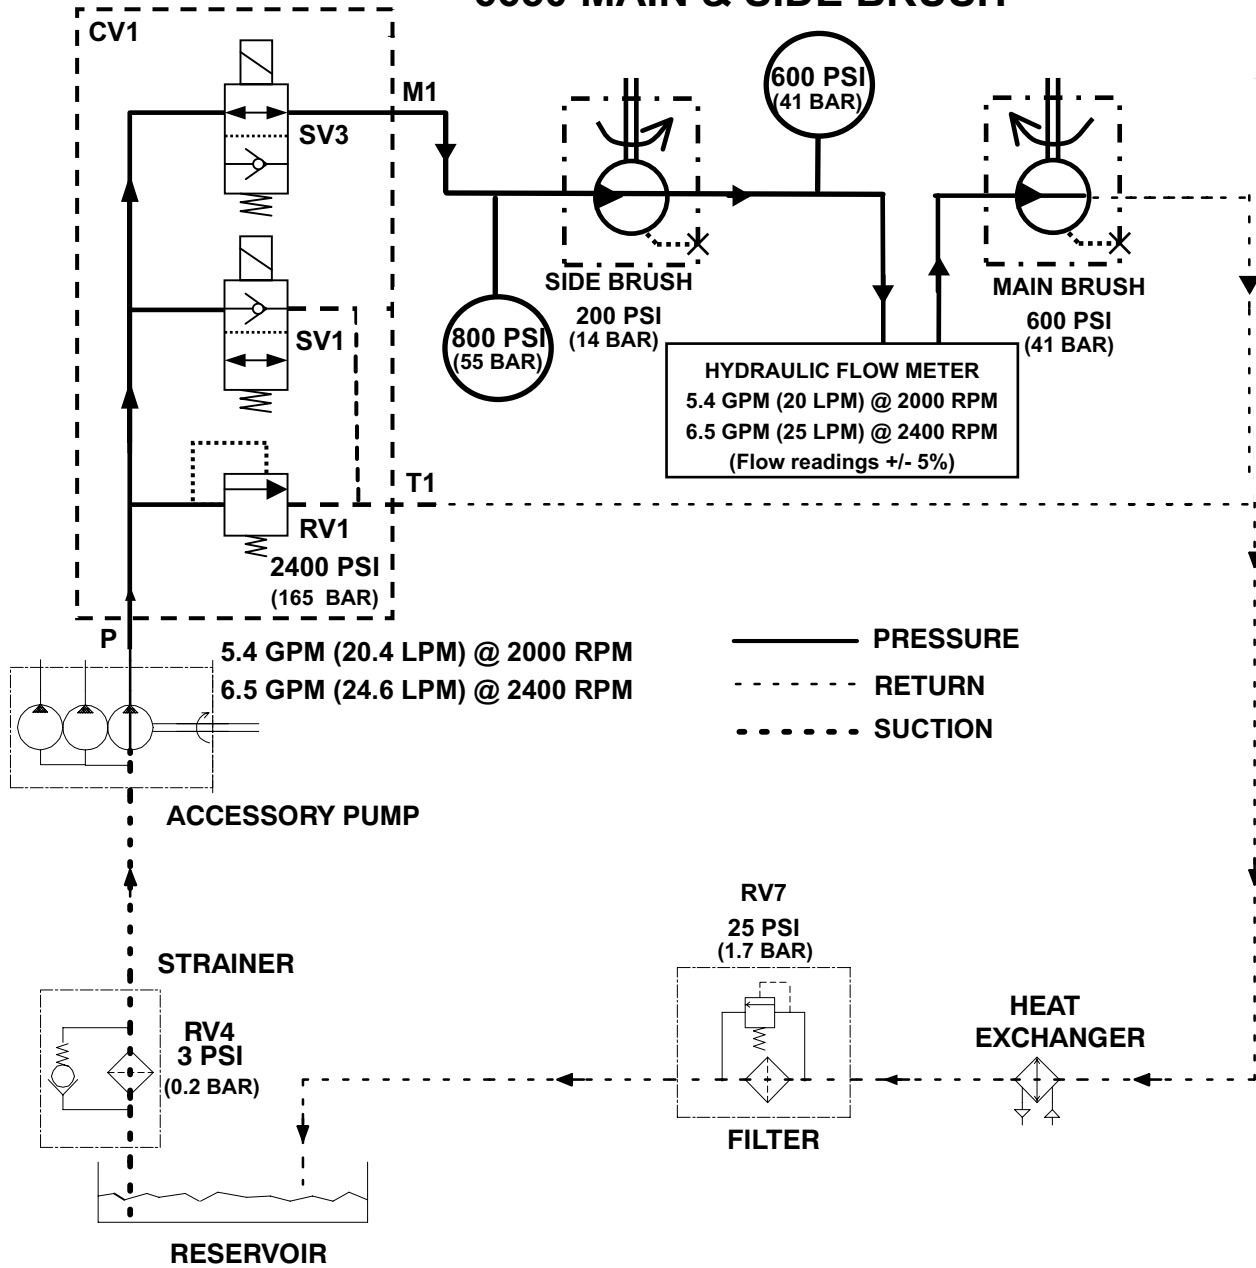 CV1
M1
SV3
600 PSI
(41 BAR)
SIDE BRUSH
200 PSI
(14 BAR)
800 PSI
(55 BAR)
MAIN BRUSH
600 PSI
(41 BAR)
SV1
HYDRAULIC FLOW METER
5.4 GPM (20 LPM) @ 2000 RPM
6.5 GPM (25 LPM) @ 2400 RPM
(Flow readings +/- 5%)
T1
RV1
2400 PSI
(165 BAR)
P
5.4 GPM (20.4 LPM) @ 2000 RPM
6.5 GPM (24.6 LPM) @ 2400 RPM
PRESSURE
RETURN
SUCTION
ACCESSORY PUMP
STRAINER
RV4
3 PSI
(0.2 BAR)
RV7
25 PSI
(1.7 BAR)
FILTER
HEAT
EXCHANGER
RESERVOIR